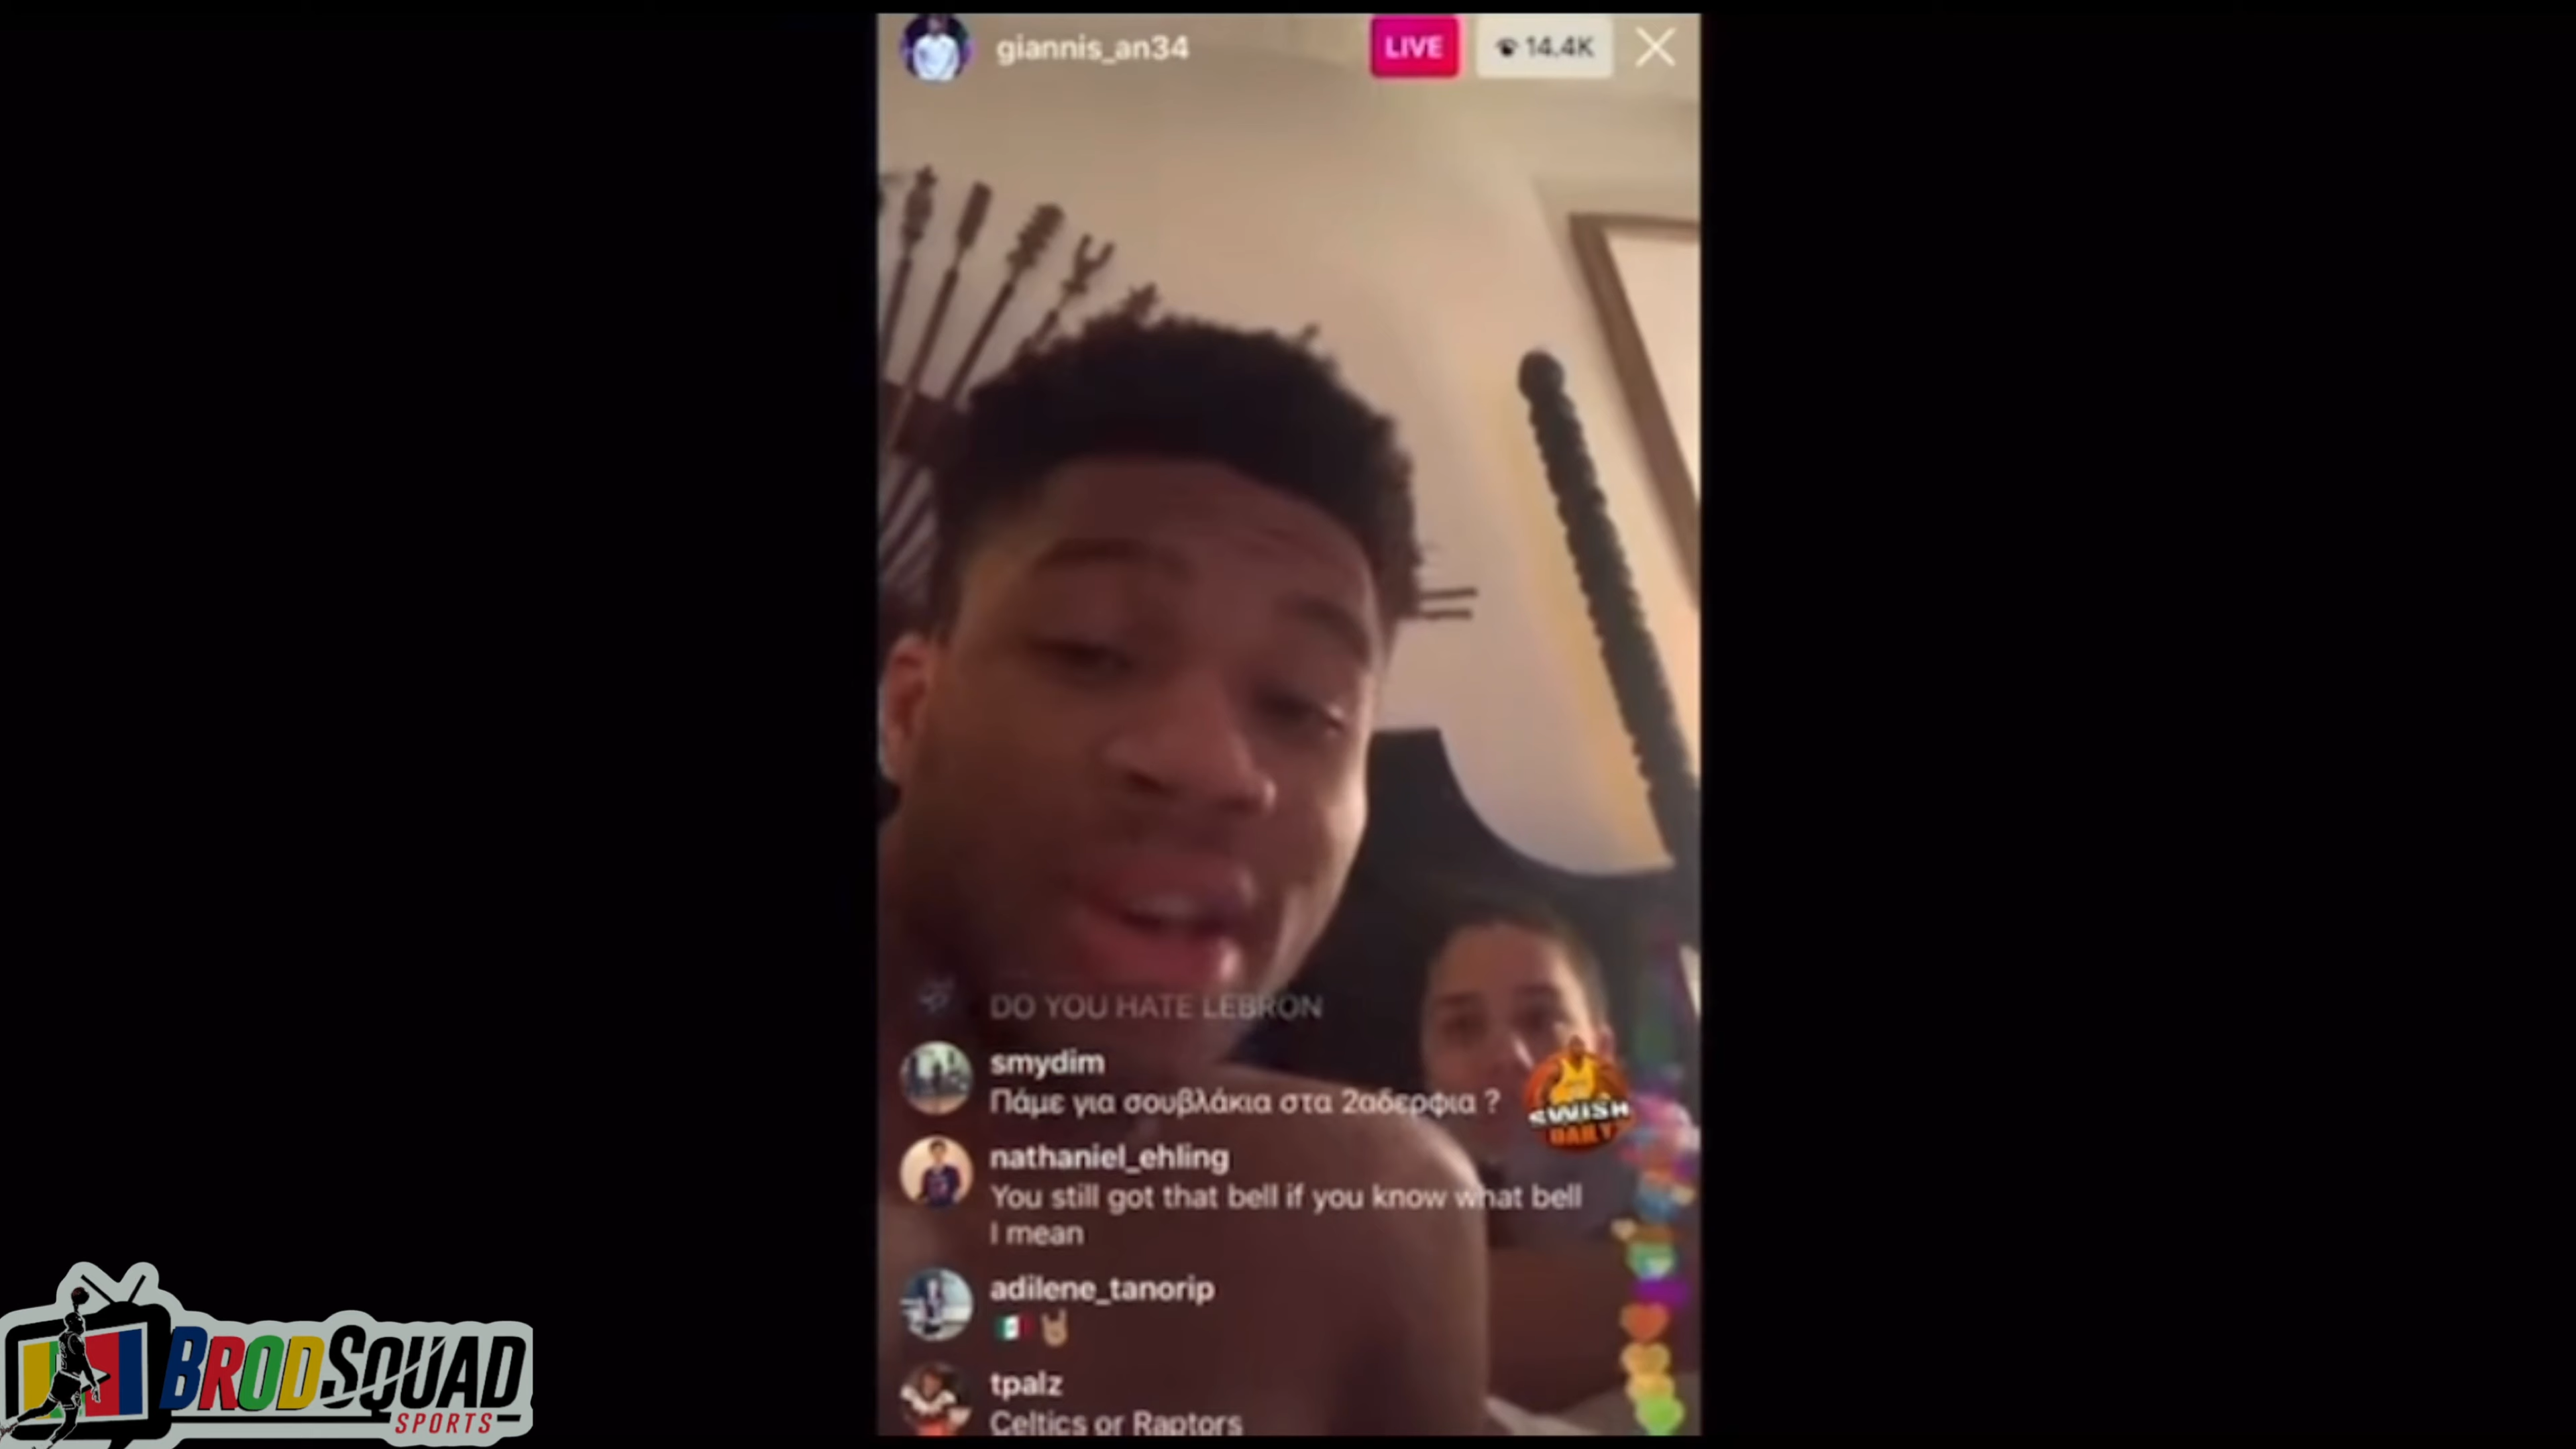 giannis_an34
LIVE
14.4K
DO YOU HATE LEBRON
smydim
Πάμε για σουβλάκια στα 2αδερφια ?
SWISH
DAILY
nathaniel_ehling
You still got that bell if you know what bell
I mean
adilene_tanorip
tpalz
Celtics or Raptors
BRODSQUAD
SPORTS